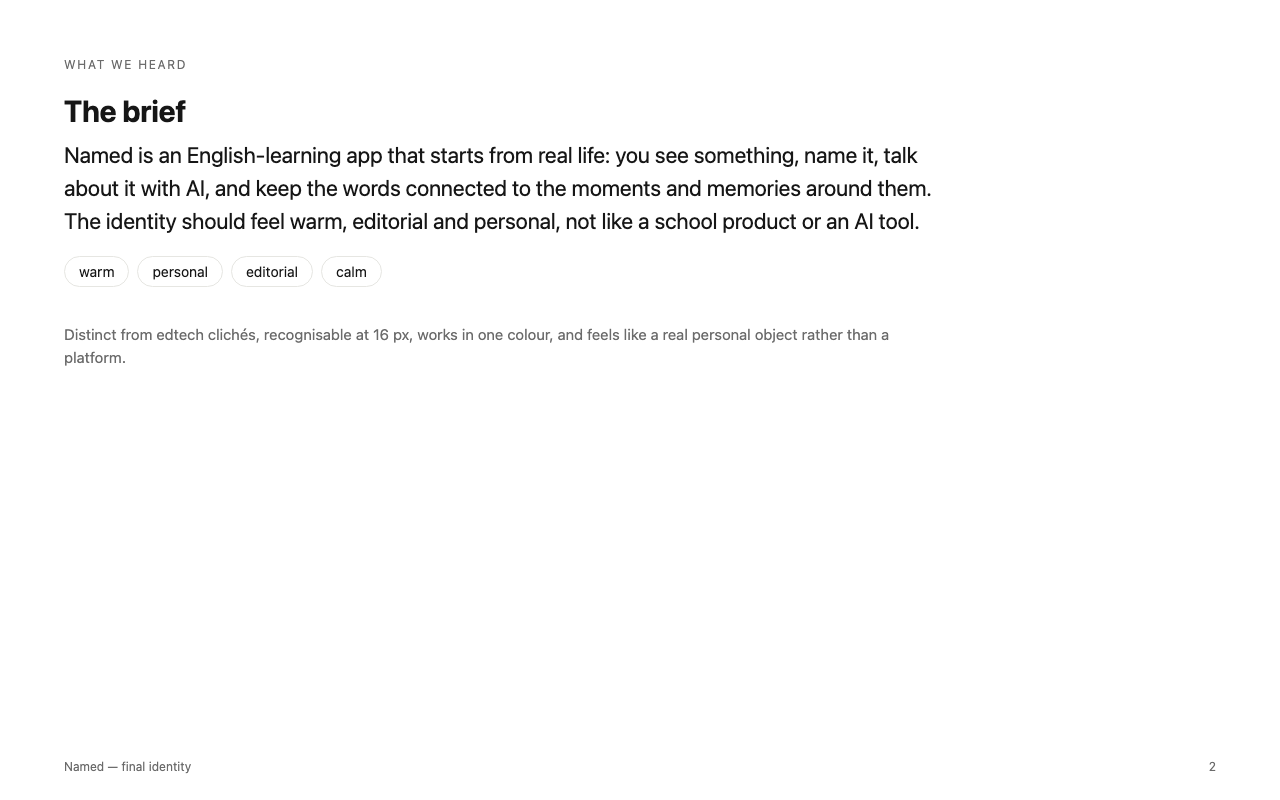 WHAT WE HEARD
The brief
Named is an English-learning app that starts from real life: you see something, name it, talk
about it with AI, and keep the words connected to the moments and memories around them.
The identity should feel warm, editorial and personal, not like a school product or an AI tool.
warm personal editorial calm
Distinct from edtech clichés, recognisable at 16 px, works in one colour, and feels like a real personal object rather than a
platform.
Named — final identity 2